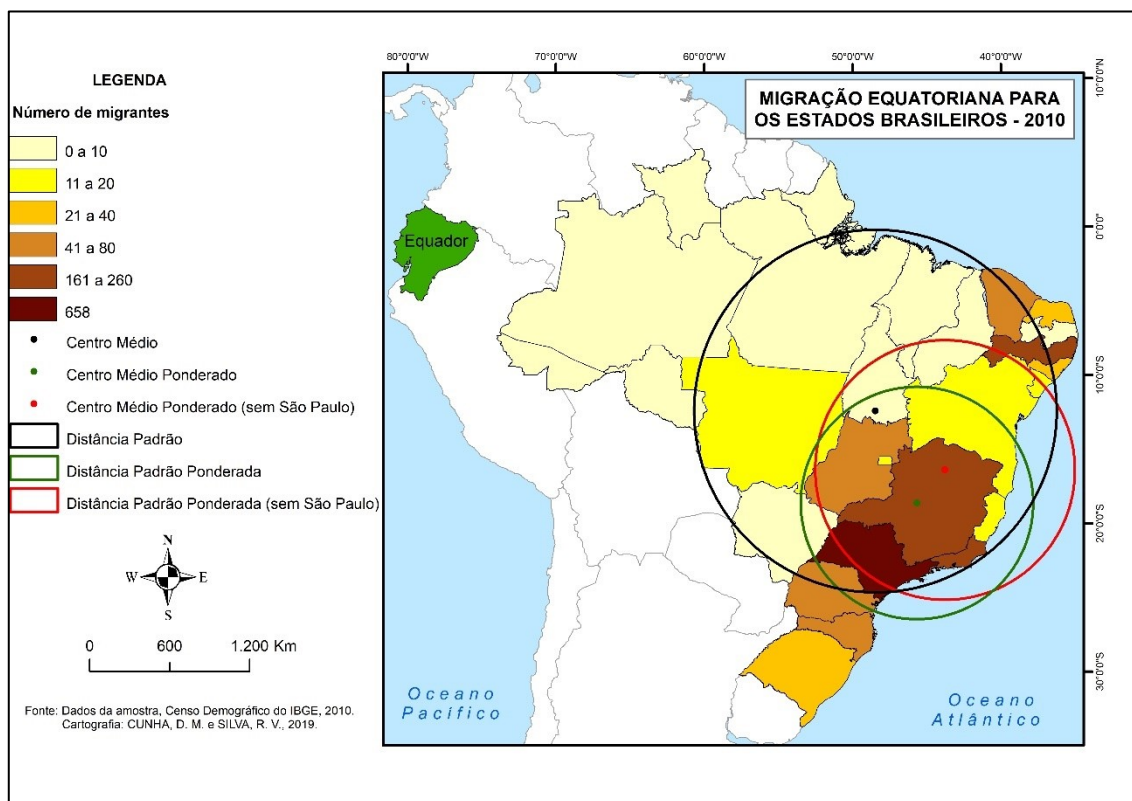 LEGENDA
Número de migrantes
0 a 10
11 a 20
21 a 40
41 a 80
161 a 260
658
Centro Médio
Centro Médio Ponderado
Centro Médio Ponderado (sem São Paulo)
Distância Padrão
Distância Padrão Ponderada
Distância Padrão Ponderada (sem São Paulo)
N
W E
S
0 600 1.200 Km
Fonte: Dados da amostra, Censo Demográfico do IBGE, 2010.
Cartografia: CUNHA, D. M. e SILVA, R. V., 2019.
80°0'0"W 70°0'0"W 60°0'0"W 50°0'0"W 40°0'0"W
MIGRAÇÃO EQUATORIANA PARA
OS ESTADOS BRASILEIROS - 2010
10°0'0"N
0°0'0"
10°0'0"S
20°0'0"S
30°0'0"S
Equador
Oceano
Pacífico
Oceano
Atlântico